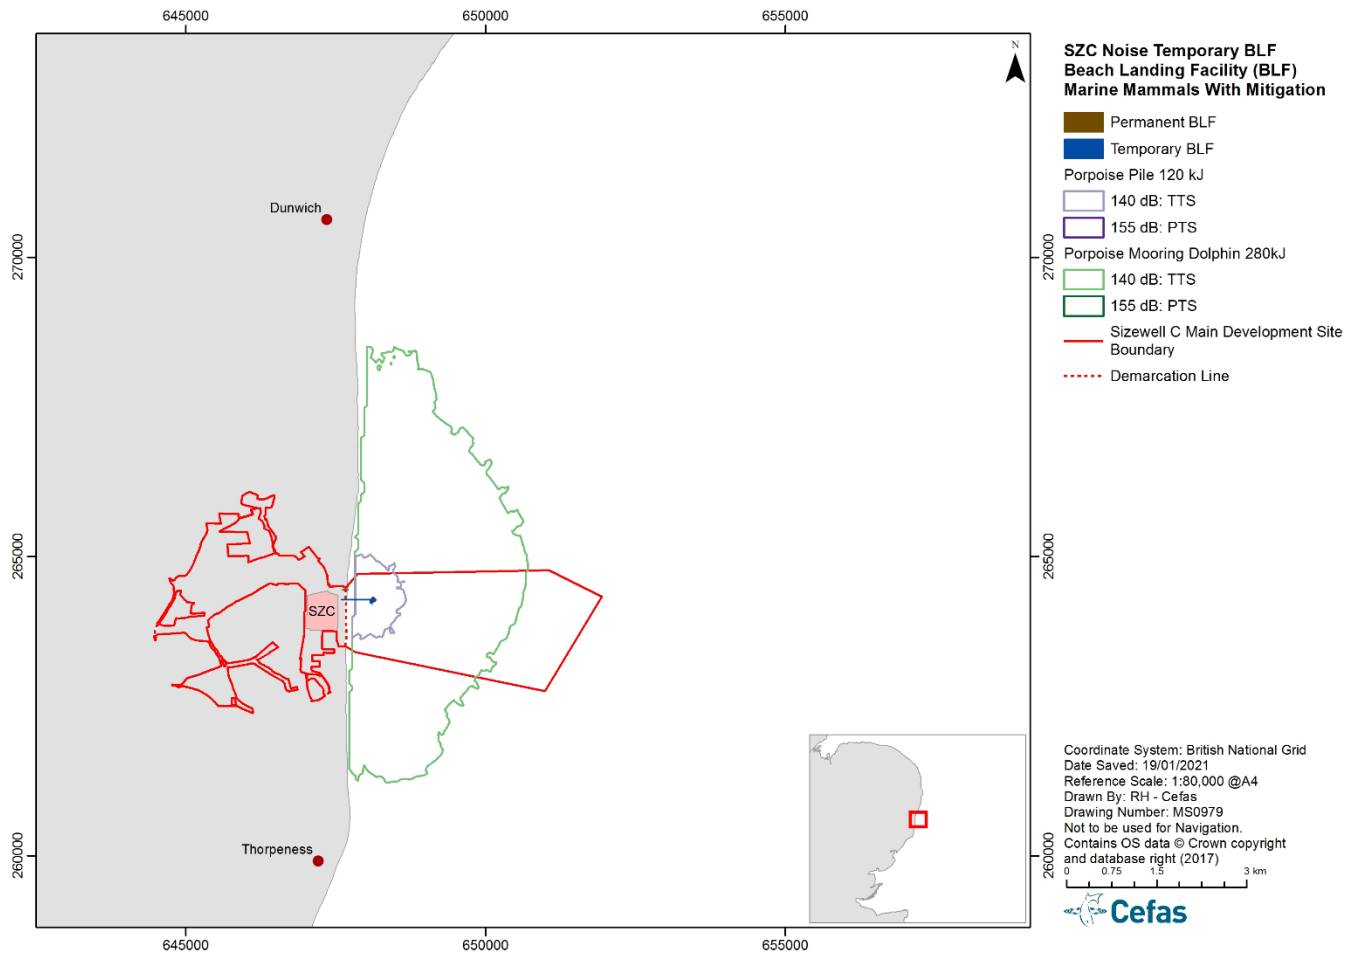 645000
650000
655000
N
SZC Noise Temporary BLF
Beach Landing Facility (BLF)
Marine Mammals With Mitigation
Permanent BLF
Temporary BLF
Porpoise Pile 120 kJ
140 dB: TTS
155 dB: PTS
Porpoise Mooring Dolphin 280kJ
140 dB: TTS
155 dB: PTS
Sizewell C Main Development Site
Boundary
Demarcation Line
Dunwich
270000
270000
265000
265000
SZC
Thorpeness
260000
260000
645000
650000
655000
Coordinate System: British National Grid
Date Saved: 19/01/2021
Reference Scale: 1:80,000 @A4
Drawn By: RH - Cefas
Drawing Number: MS0979
Not to be used for Navigation.
Contains OS data © Crown copyright
and database right (2017)
0 0.75 1.5 3 km
Cefas